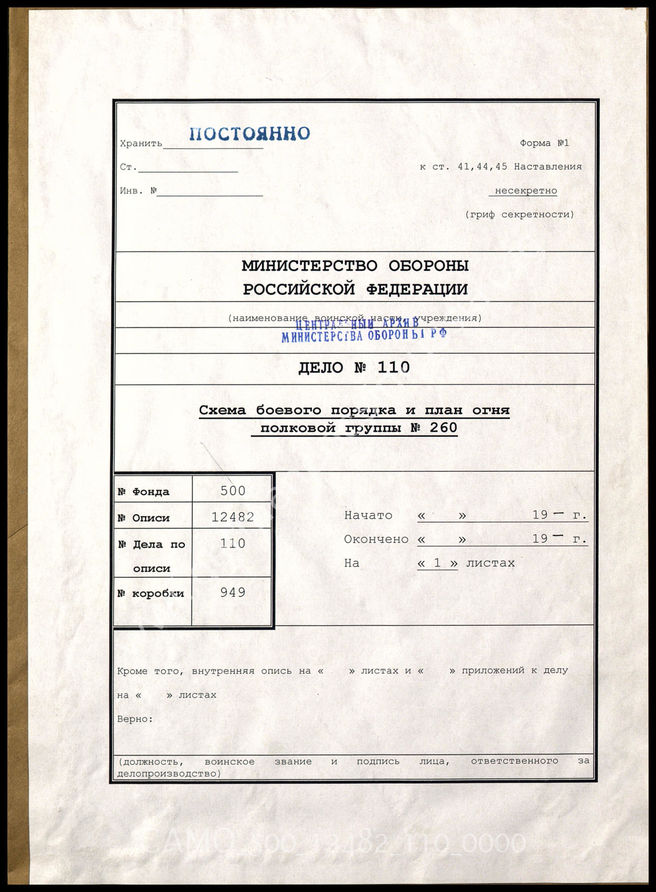 Хранить ПОСТОЯННО
Форма №1
Ст.
к ст. 41,44,45 Наставления
Инв. №
несекретно
(гриф секретности)
МИНИСТЕРСТВО ОБОРОНЫ
РОССИЙСКОЙ ФЕДЕРАЦИИ
(наименование воинской части, учреждения)
ЦЕНТРАЛЬНЫЙ АРХИВ
МИНИСТЕРСТВА ОБОРОНЫ РФ
ДЕЛО № 110
Схема боевого порядка и план огня
полковой группы № 260
№ Фонда 500
№ Описи 12482
№ Дела по описи 110
№ коробки 949
Начато « » 19 — г.
Окончено « » 19 — г.
На « 1 » листах
Кроме того, внутренняя опись на « » листах и « » приложений к делу
на « » листах
Верно:
(должность, воинское звание и подпись лица, ответственного за
делопроизводство)
AMO_500_12482_110_0000